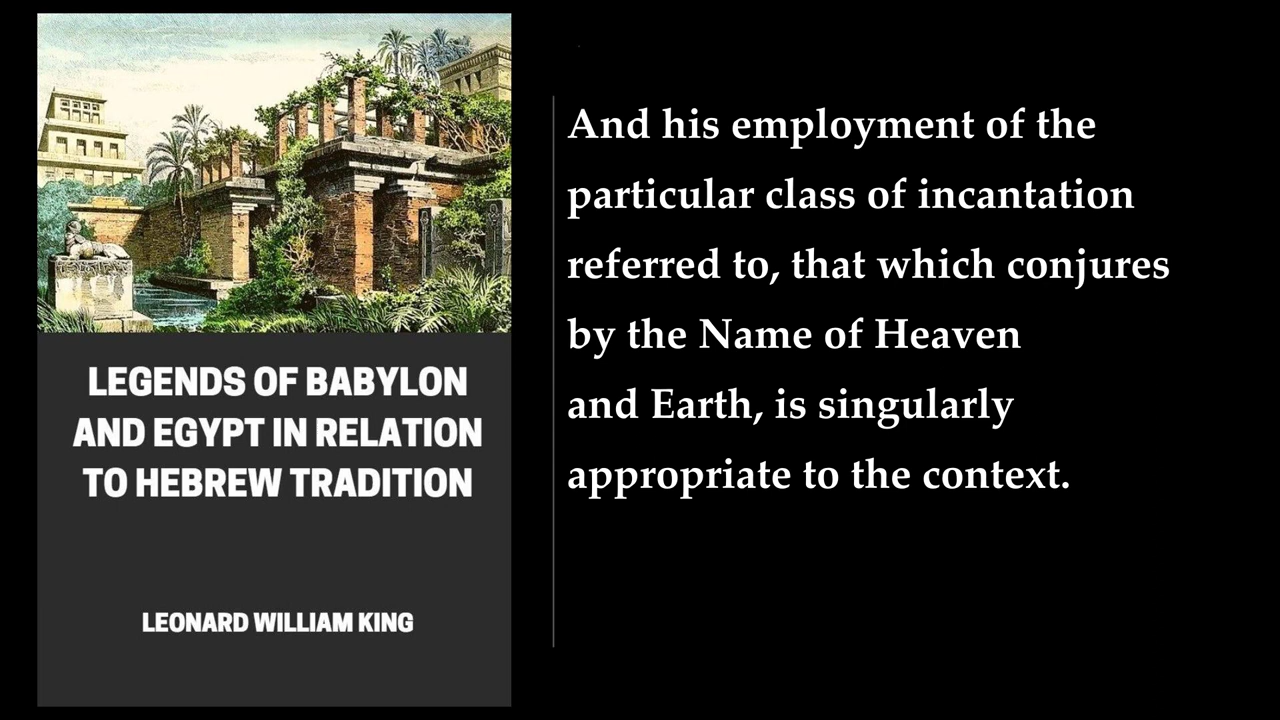 LEGENDS OF BABYLON
AND EGYPT IN RELATION
TO HEBREW TRADITION
LEONARD WILLIAM KING
And his employment of the
particular class of incantation
referred to, that which conjures
by the Name of Heaven
and Earth, is singularly
appropriate to the context.